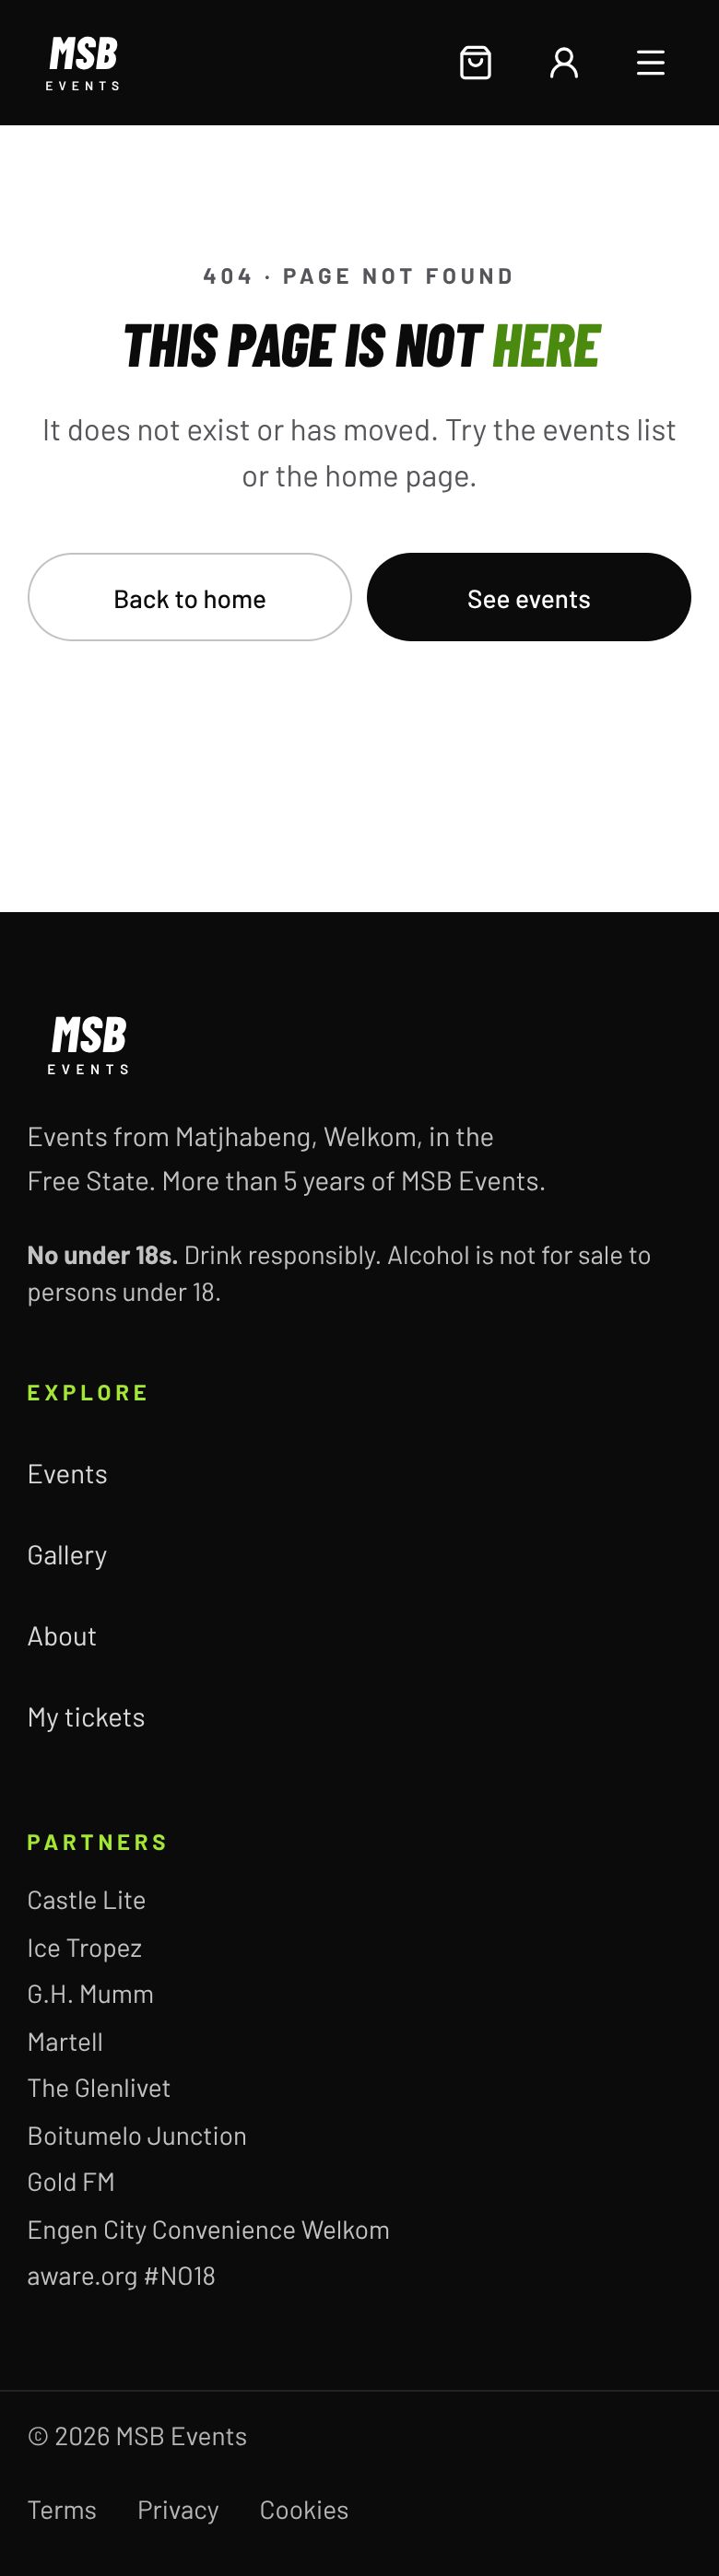 MSB
EVENTS
404 · PAGE NOT FOUND
THIS PAGE IS NOT HERE
It does not exist or has moved. Try the events list
or the home page.
Back to home
See events
MSB
EVENTS
Events from Matjhabeng, Welkom, in the
Free State. More than 5 years of MSB Events.
No under 18s. Drink responsibly. Alcohol is not for sale to
persons under 18.
EXPLORE
Events
Gallery
About
My tickets
PARTNERS
Castle Lite
Ice Tropez
G.H. Mumm
Martell
The Glenlivet
Boitumelo Junction
Gold FM
Engen City Convenience Welkom
aware.org #NO18
© 2026 MSB Events
Terms Privacy Cookies